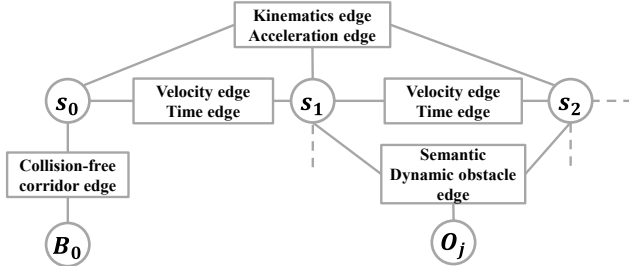 Kinematics edge
Acceleration edge
s₀
Velocity edge
Time edge
s₁
Velocity edge
Time edge
s₂
Collision-free
corridor edge
Semantic
Dynamic obstacle
edge
B₀
Oⱼ